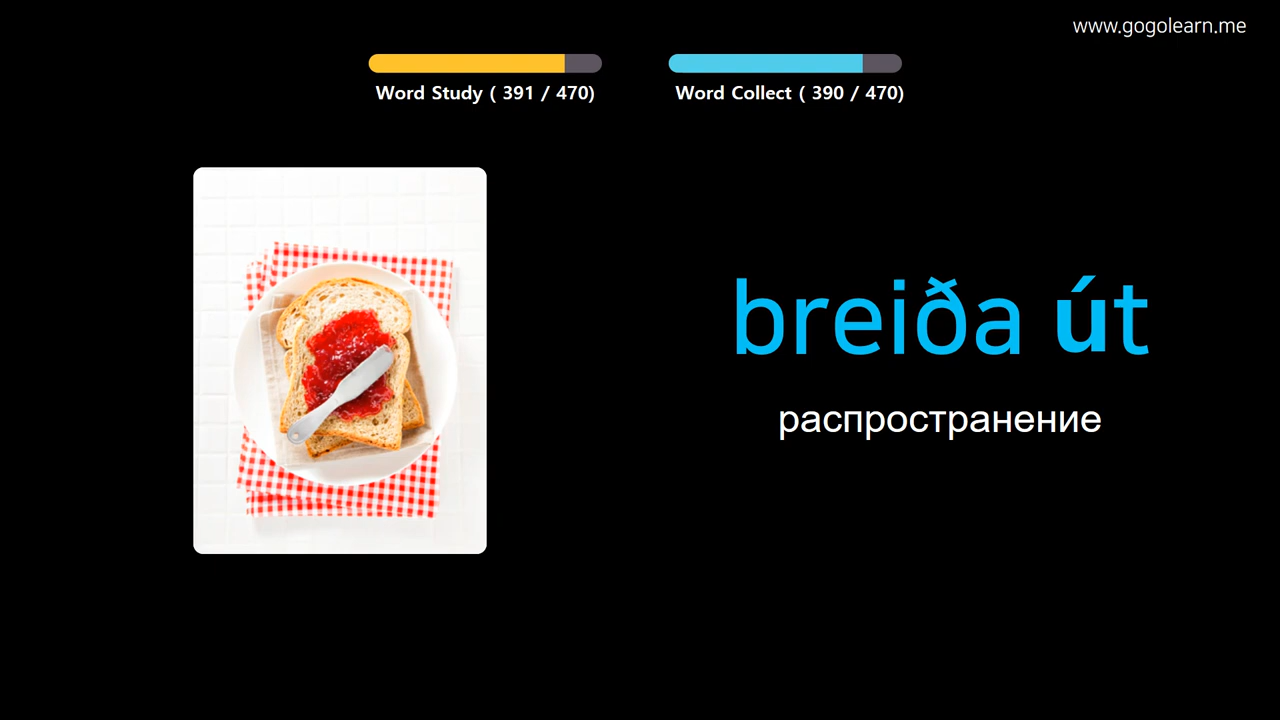 www.gogolearn.me
Word Study ( 391 / 470)
Word Collect ( 390 / 470)
breiða út
распространение